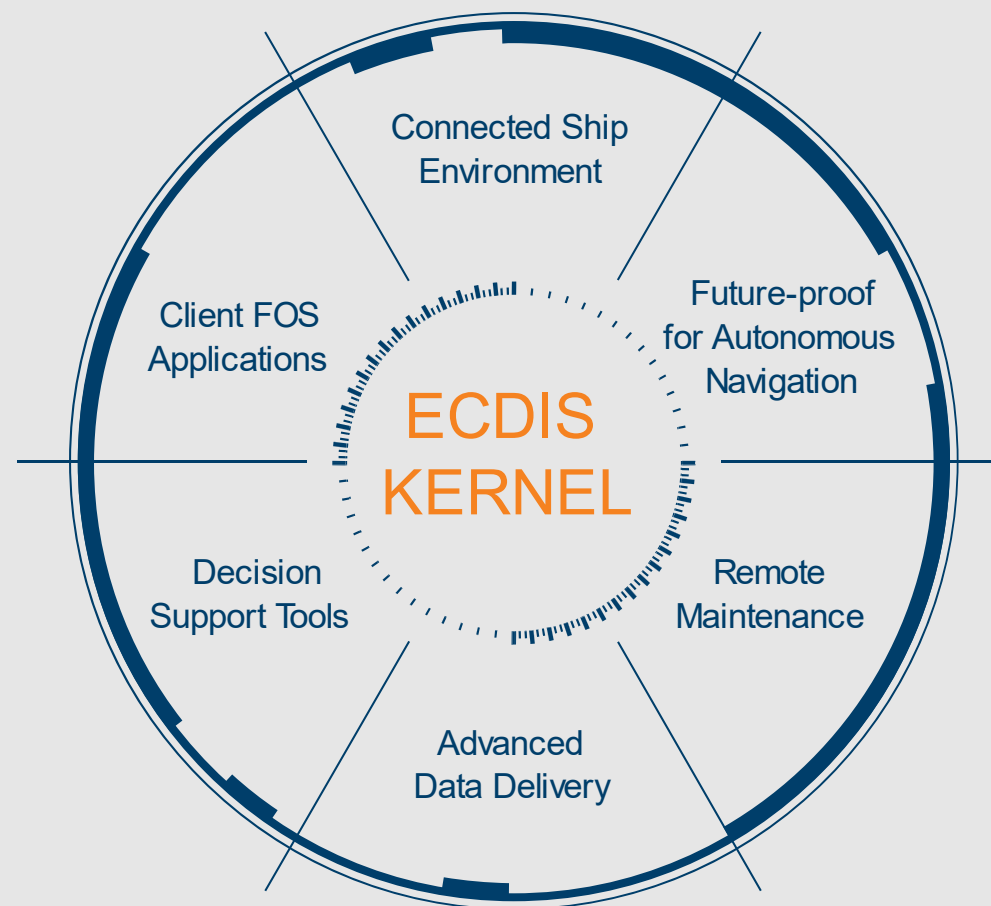 Connected Ship
Environment
Future-proof
for Autonomous
Navigation
Client FOS
Applications
ECDIS
KERNEL
Decision
Support Tools
Remote
Maintenance
Advanced
Data Delivery